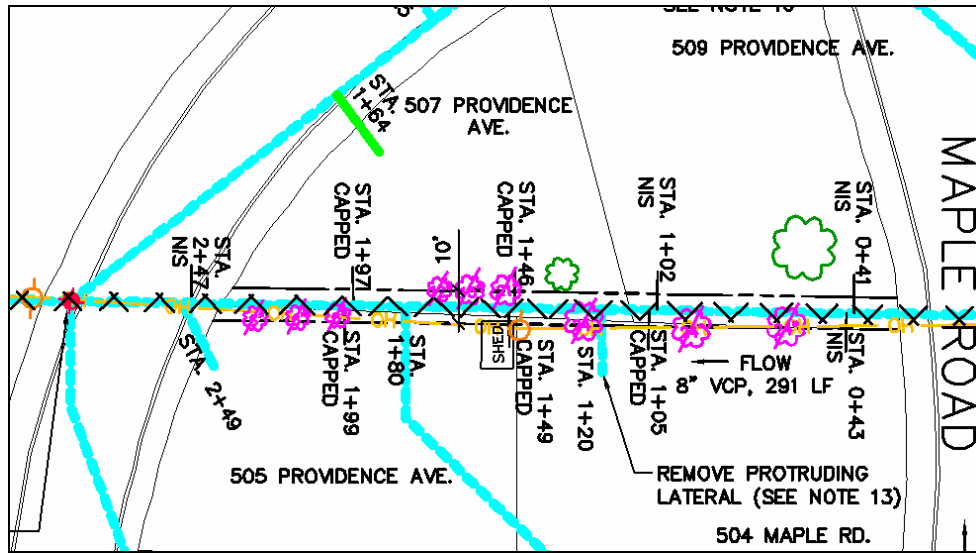 509 PROVIDENCE AVE.
STA.
1+64
507 PROVIDENCE
AVE.
MAPLE ROAD
STA.
2+47
NIS
STA. 1+97
CAPPED
10'
STA. 1+46
CAPPED
STA. 1+02
NIS
STA. 0+41
NIS
OH
OH
OH
STA. 2+49
STA. 1+99
CAPPED
STA.
1+80
SHED
STA. 1+49
CAPPED
STA. 1+20
STA. 1+05
CAPPED
FLOW
8" VCP, 291 LF
STA. 0+43
NIS
505 PROVIDENCE AVE.
REMOVE PROTRUDING
LATERAL (SEE NOTE 13)
504 MAPLE RD.